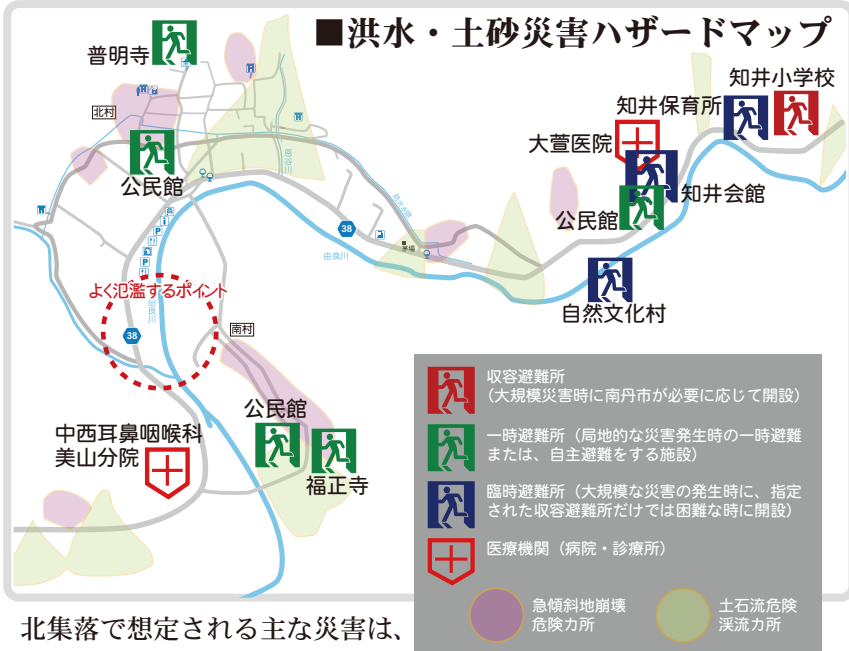 ■洪水・土砂災害ハザードマップ
普明寺
北村
公民館
知井小学校
知井保育所
大萱医院
知井会館
公民館
自然文化村
38
由良川
茅場
よく氾濫するポイント
由良川
38
南村
公民館
福正寺
中西耳鼻咽喉科
美山分院
収容避難所
(大規模災害時に南丹市が必要に応じて開設)
一時避難所(局地的な災害発生時の一時避難
または、自主避難をする施設)
臨時避難所(大規模な災害の発生時に、指定
された収容避難所だけでは困難な時に開設)
医療機関(病院・診療所)
急傾斜地崩壊
危険カ所
土石流危険
渓流カ所
北集落で想定される主な災害は、